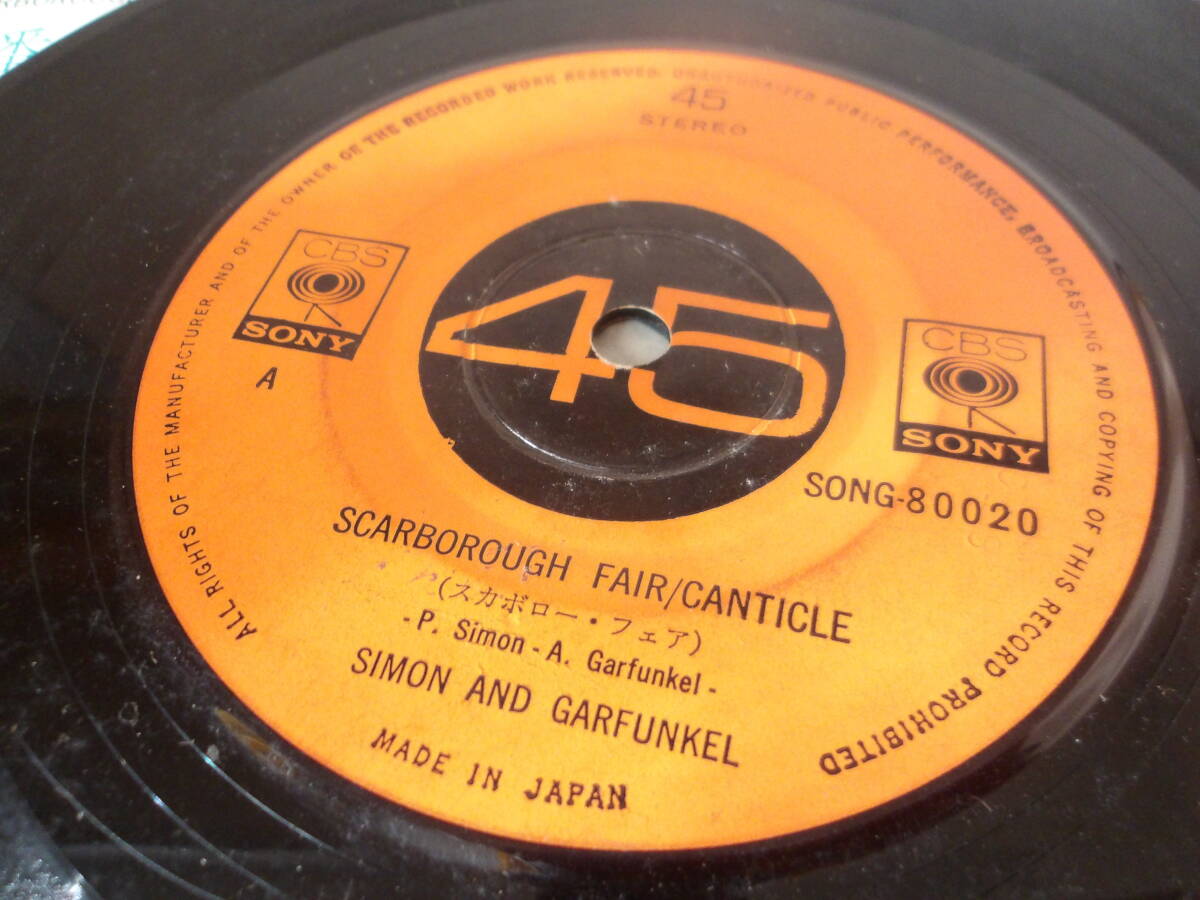 45
STEREO
ALL RIGHTS OF THE MANUFACTURER AND OF THE OWNER OF THE RECORDED WORK RESERVED. UNAUTHORIZED PUBLIC PERFORMANCE, BROADCASTING AND COPYING OF THIS RECORD PROHIBITED
CBS
SONY
A
45
CBS
SONY
SONG-80020
SCARBOROUGH FAIR/CANTICLE
(スカボロー・フェア)
- P. Simon - A. Garfunkel -
SIMON AND GARFUNKEL
MADE IN JAPAN